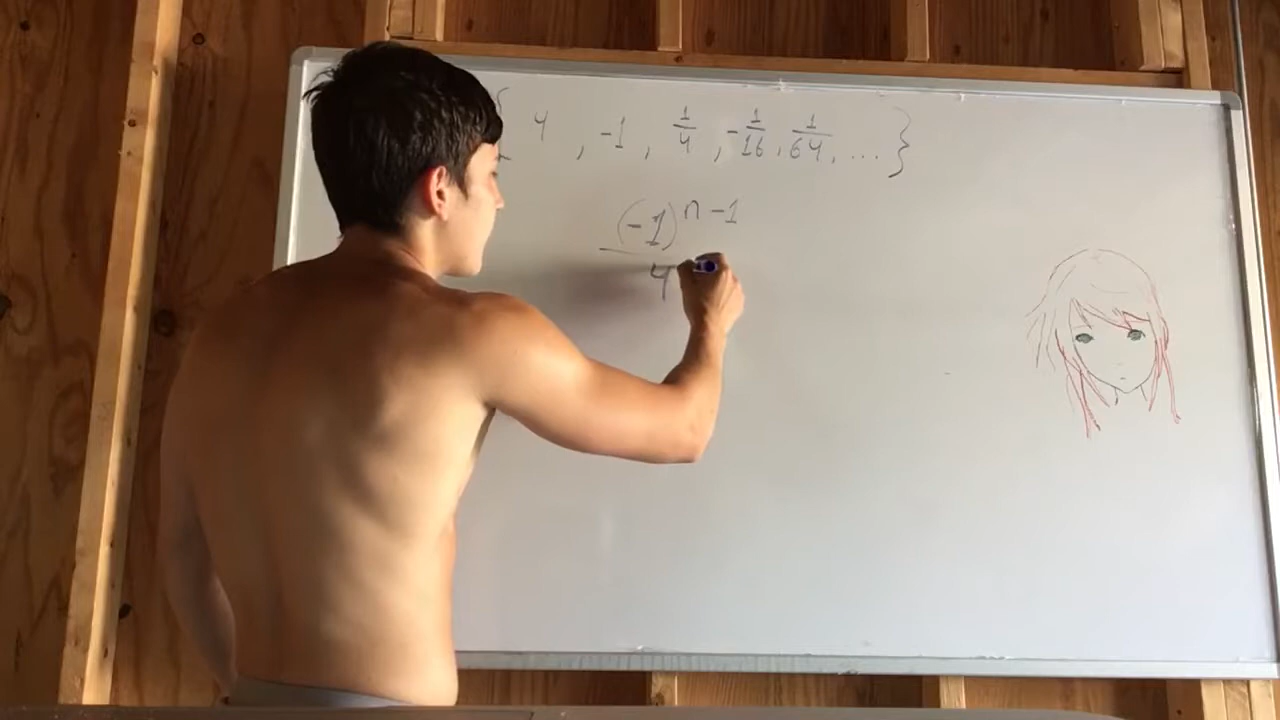 { 4 , -1 , 1/4 , -1/16 , 1/64 , ... }
(-1)^(n-1)
4